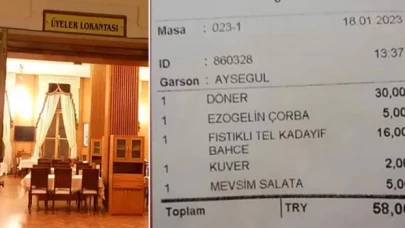 ÜYELER LOKANTASI
Masa : 023-1 18.01.2023
ID : 860328 13:37
Garson : AYSEGUL
1 DÖNER 30,00
1 EZOGELİN ÇORBA 5,00
1 FISTIKLI TEL KADAYIF 16,00
BAHCE
1 KUVER 2,00
1 MEVSİM SALATA 5,0
Toplam TRY 58,00